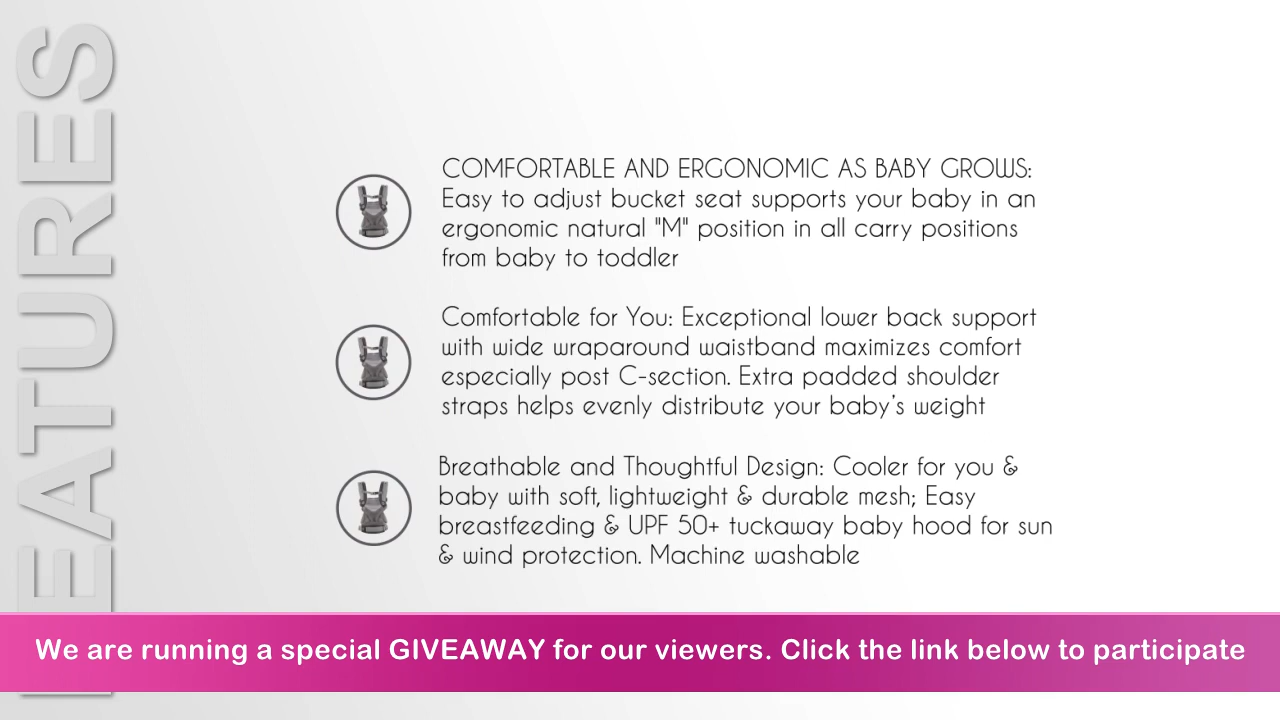 FEATURES
COMFORTABLE AND ERGONOMIC AS BABY GROWS:
Easy to adjust bucket seat supports your baby in an
ergonomic natural "M" position in all carry positions
from baby to toddler
Comfortable for You: Exceptional lower back support
with wide wraparound waistband maximizes comfort
especially post C-section. Extra padded shoulder
straps helps evenly distribute your baby's weight
Breathable and Thoughtful Design: Cooler for you &
baby with soft, lightweight & durable mesh; Easy
breastfeeding & UPF 50+ tuckaway baby hood for sun
& wind protection. Machine washable
We are running a special GIVEAWAY for our viewers. Click the link below to participate